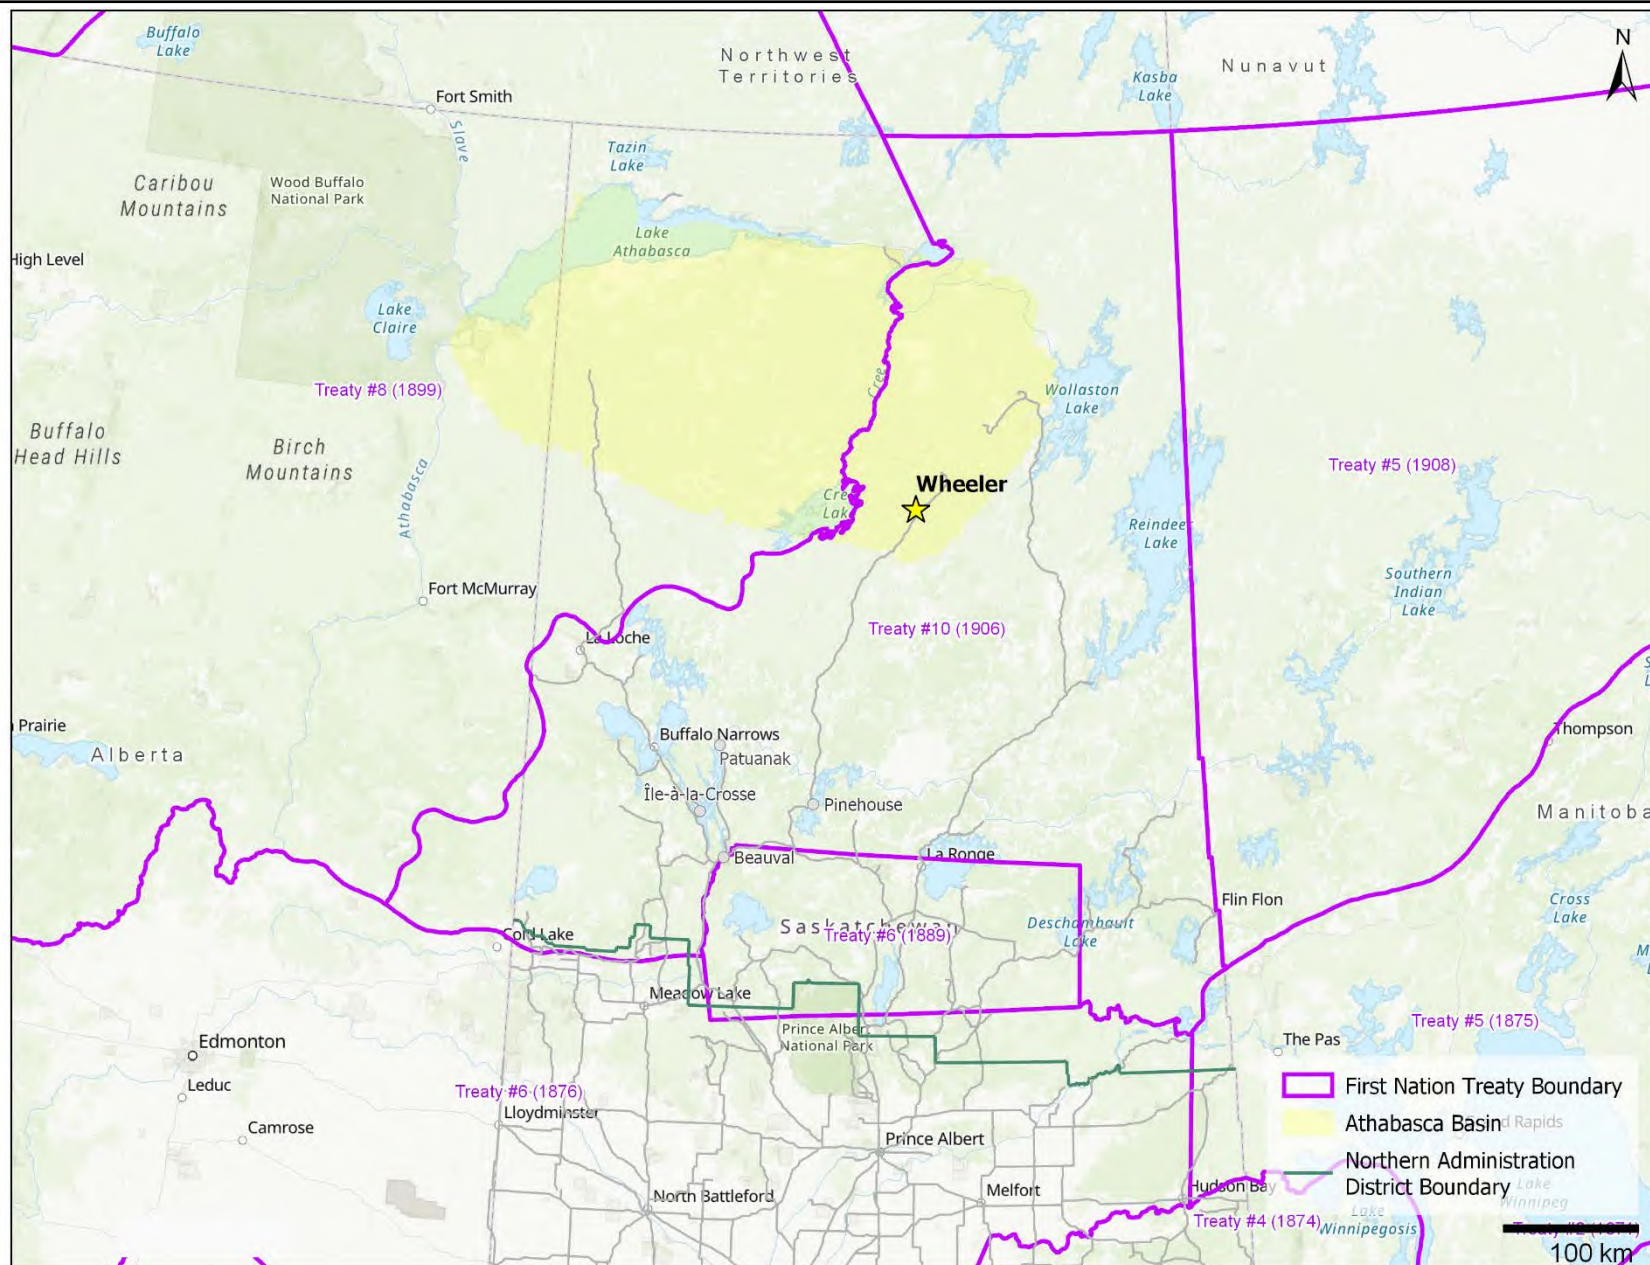 Buffalo
Lake
Northwest
Territories
Nunavut
N
Kasba
Lake
Fort Smith
Slave
Tazin
Lake
Caribou
Mountains
Wood Buffalo
National Park
Lake
Athabasca
High Level
Lake
Claire
Treaty #8 (1899)
Cree
Wollaston
Lake
Buffalo
Head Hills
Birch
Mountains
Athabasca
Treaty #5 (1908)
Wheeler
Cree
Lake
Reindeer
Lake
Southern
Indian
Lake
Fort McMurray
La Loche
Treaty #10 (1906)
Prairie
Alberta
Buffalo Narrows
Patuanak
Thompson
Île-à-la-Crosse
Pinehouse
Manitoba
Beauval
La Ronge
Flin Flon
Cross
Lake
Saskatchewan
Treaty #6 (1889)
Deschambault
Lake
Cold Lake
Meadow Lake
Prince Albert
National Park
Treaty #5 (1875)
Edmonton
The Pas
Leduc
Treaty #6 (1876)
Lloydminster
Camrose
Prince Albert
North Battleford
Melfort
Hudson Bay
Treaty #4 (1874)
First Nation Treaty Boundary
Athabasca Basin
Rapids
Northern Administration
District Boundary
Lake
Winnipeg
Lake
Winnipegosis
100 km